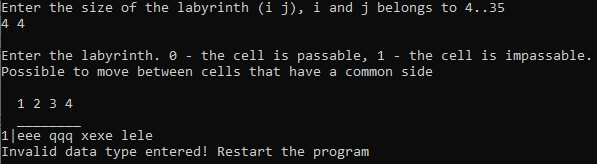 Enter the size of the labyrinth (i j), i and j belongs to 4..35
4 4
Enter the labyrinth. 0 - the cell is passable, 1 - the cell is impassable.
Possible to move between cells that have a common side
1 2 3 4
________
1|eee qqq xexe lele
Invalid data type entered! Restart the program